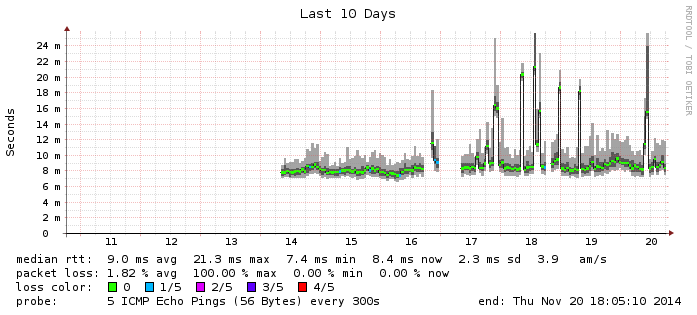 Last 10 Days
RRDTOOL / TOBI OETIKER
Seconds
24 m
22 m
20 m
18 m
16 m
14 m
12 m
10 m
8 m
6 m
4 m
2 m
0
11 12 13 14 15 16 17 18 19 20
median rtt: 9.0 ms avg 21.3 ms max 7.4 ms min 8.4 ms now 2.3 ms sd 3.9 am/s
packet loss: 1.82 % avg 100.00 % max 0.00 % min 0.00 % now
loss color: 0 1/5 2/5 3/5 4/5
probe: 5 ICMP Echo Pings (56 Bytes) every 300s end: Thu Nov 20 18:05:10 2014